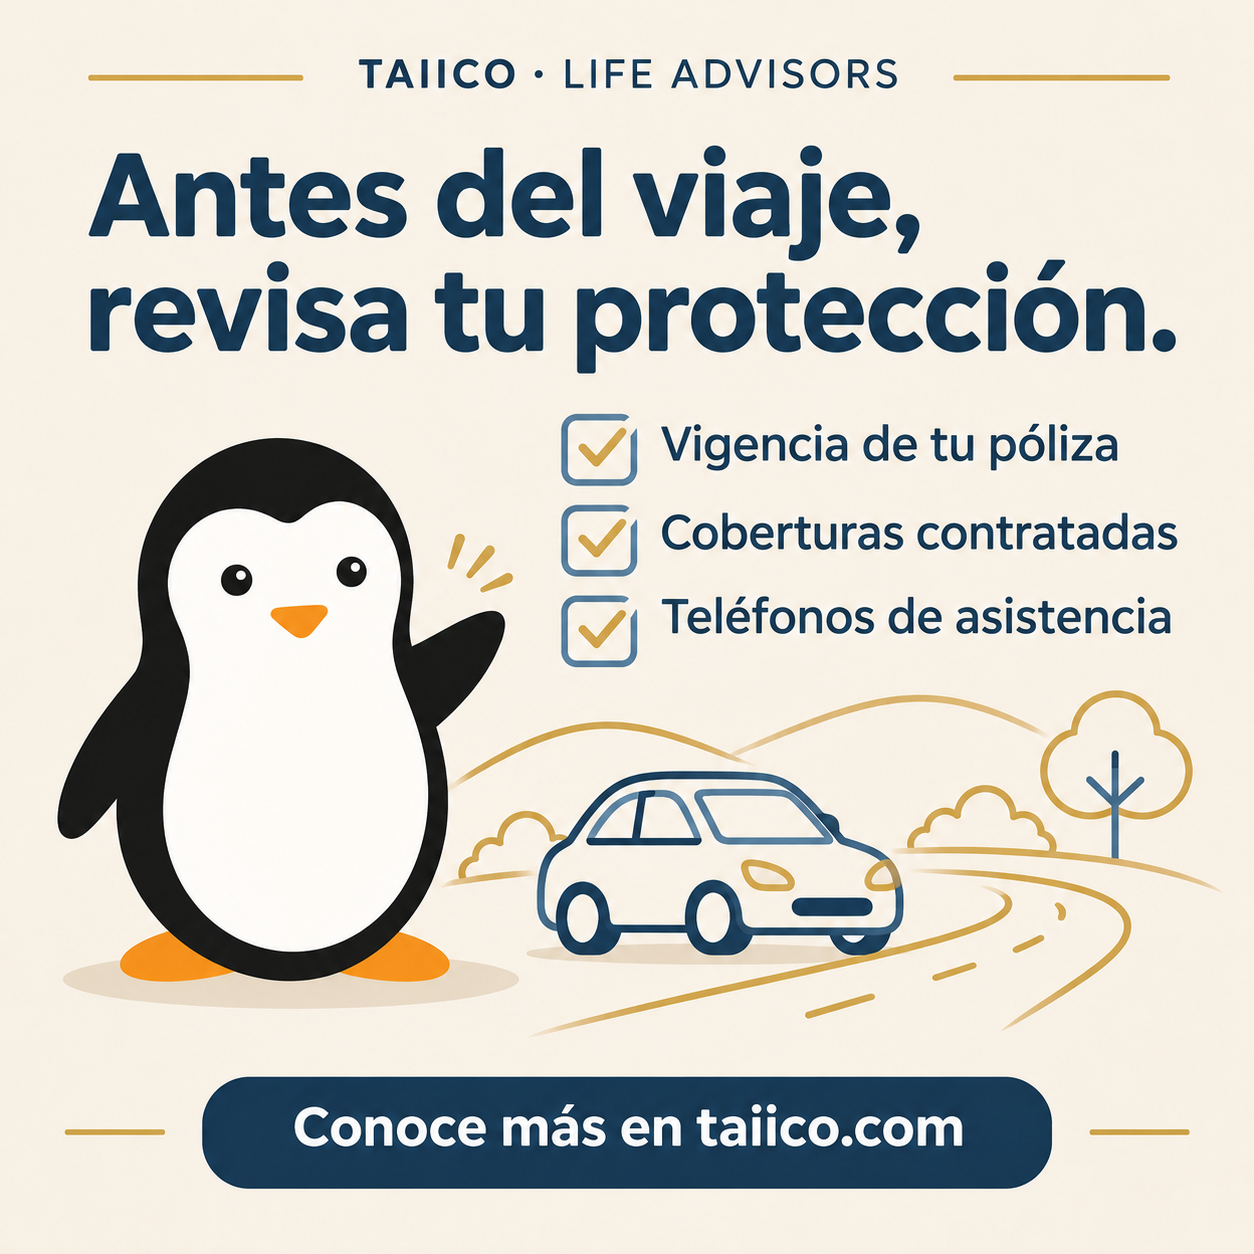 TAIICO · LIFE ADVISORS
Antes del viaje,
revisa tu protección.
Vigencia de tu póliza
Coberturas contratadas
Teléfonos de asistencia
Conoce más en taiico.com